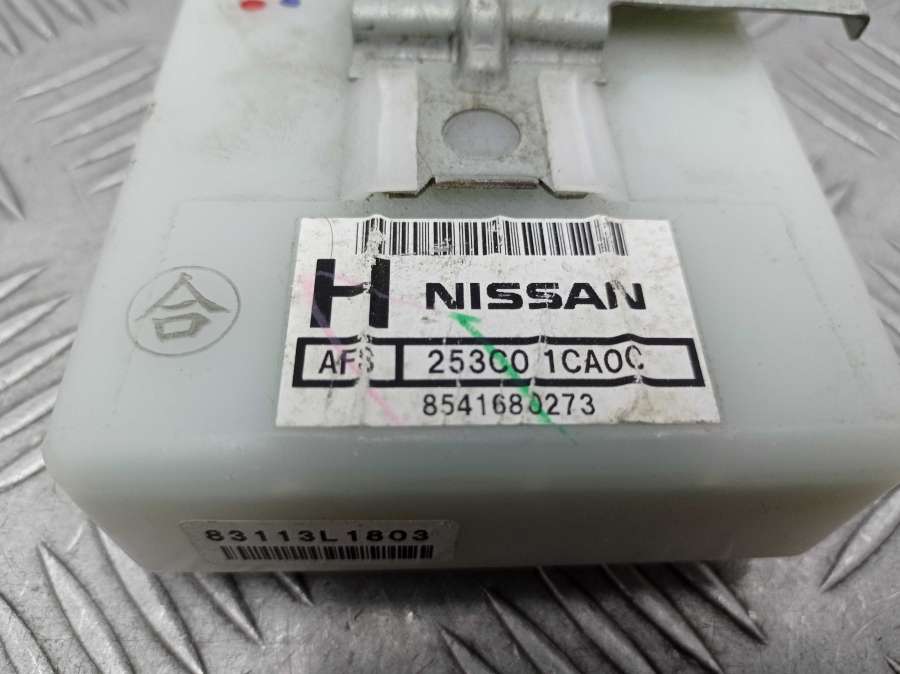 H NISSAN
合
AFS 253C0 1CA0C
8541680273
83113L1803